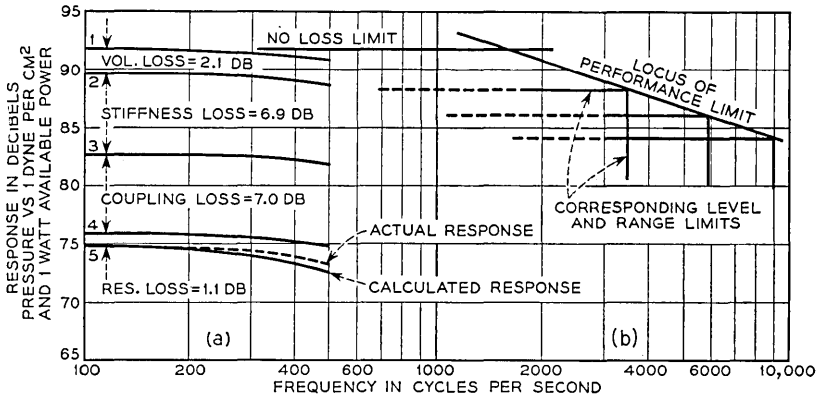 RESPONSE IN DECIBELS
PRESSURE VS 1 DYNE PER CM²
AND 1 WATT AVAILABLE POWER
95
90
85
80
75
70
65
1
VOL. LOSS=2.1 DB
2
STIFFNESS LOSS=6.9 DB
3
COUPLING LOSS=7.0 DB
4
5
RES. LOSS=1.1 DB
NO LOSS LIMIT
LOCUS OF
PERFORMANCE LIMIT
CORRESPONDING LEVEL
AND RANGE LIMITS
ACTUAL RESPONSE
CALCULATED RESPONSE
(a)
(b)
100
200
400
600
1000
2000
4000
6000
10,000
FREQUENCY IN CYCLES PER SECOND